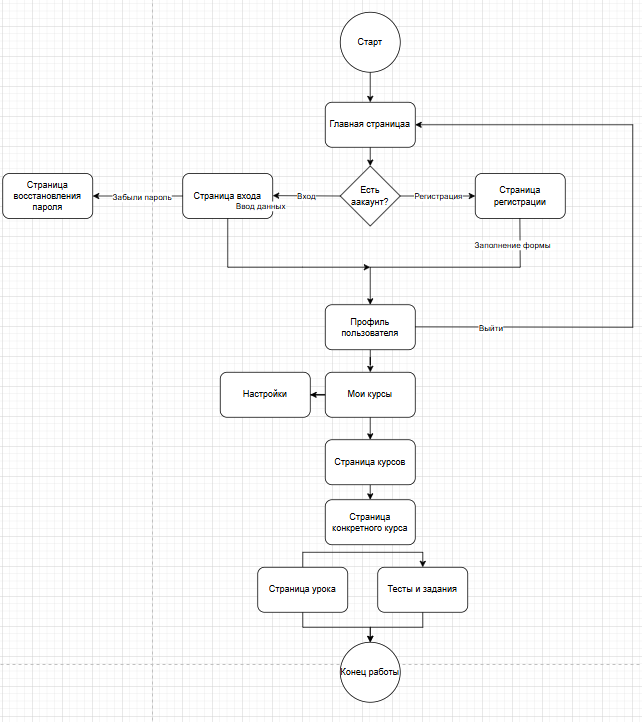 Старт
Главная страницаа
Есть
аакаунт?
Вход
Регистрация
Страница
регистрации
Страница входа
Ввод данных
Забыли пароль
Страница
восстановления
пароля
Заполнение формы
Профиль
пользователя
Выйти
Мои курсы
Настройки
Страница курсов
Страница
конкретного курса
Страница урока
Тесты и задания
Конец работы